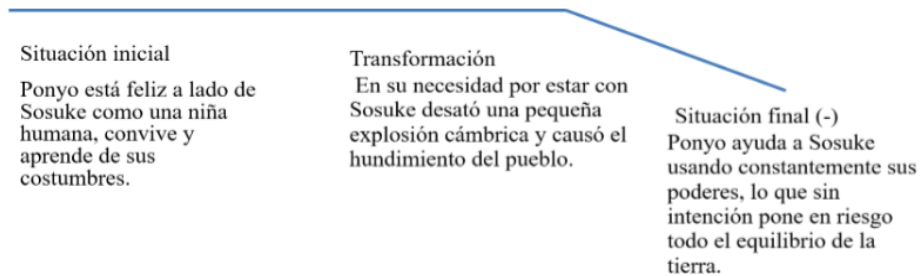 Situación inicial
Ponyo está feliz a lado de
Sosuke como una niña
humana, convive y
aprende de sus
costumbres.
Transformación
En su necesidad por estar con
Sosuke desató una pequeña
explosión cámbrica y causó el
hundimiento del pueblo.
Situación final (-)
Ponyo ayuda a Sosuke
usando constantemente sus
poderes, lo que sin
intención pone en riesgo
todo el equilibrio de la
tierra.